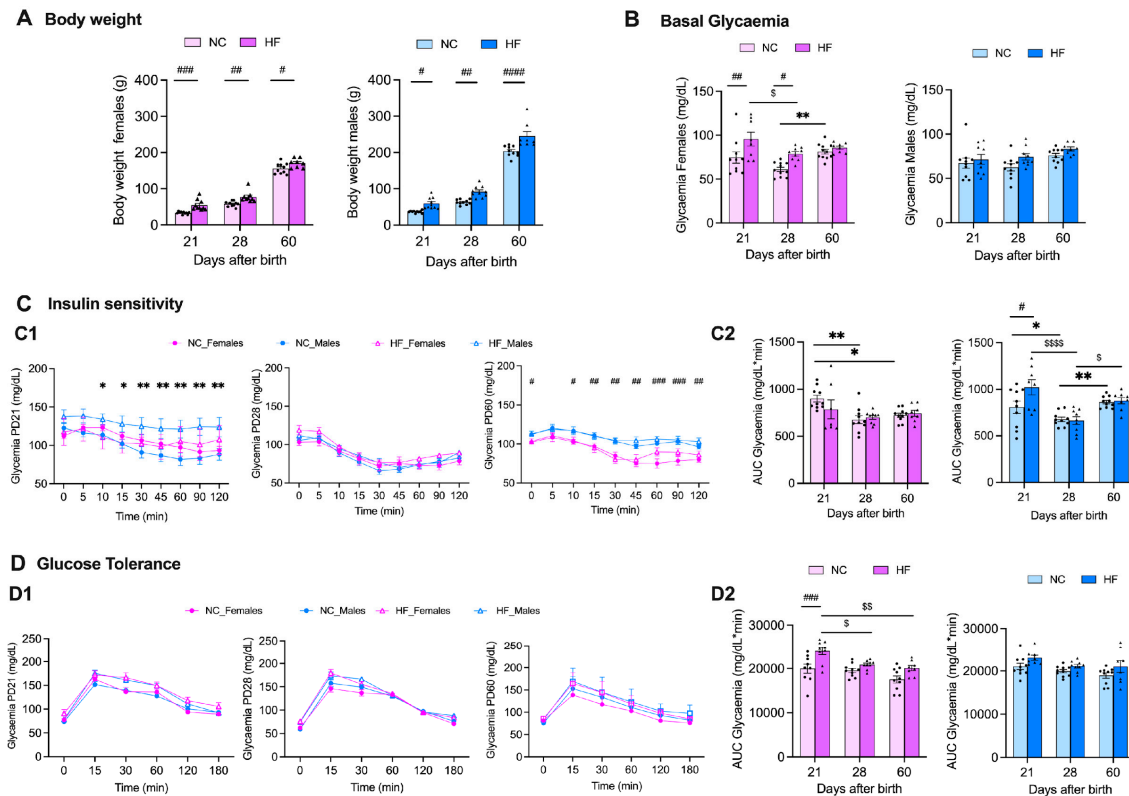 A Body weight
NC HF
### ## #
Body weight females (g)
400
300
200
100
0
21 28 60
Days after birth
NC HF
# ## ####
Body weight males (g)
400
300
200
100
0
21 28 60
Days after birth
B Basal Glycaemia
NC HF
## #
$
**
Glycaemia Females (mg/dL)
150
100
50
0
21 28 60
Days after birth
NC HF
Glycaemia Males (mg/dL)
150
100
50
0
21 28 60
Days after birth
C Insulin sensitivity
C1
NC_Females NC_Males HF_Females HF_Males
Glycemia PD21 (mg/dL)
200
150
100
50
* * ** ** ** ** **
0 5 10 15 30 45 60 90 120
Time (min)
Glycemia PD28 (mg/dL)
200
150
100
50
0 5 10 15 30 45 60 90 120
Time (min)
Glycaemia PD60 (mg/dL)
200
150
100
50
# # ## ## ## ### ### ##
0 5 10 15 30 45 60 90 120
Time (min)
C2
**
*
AUC Glycaemia (mg/dL*min)
1500
1000
500
0
21 28 60
Days after birth
#
*
$$$$
$
**
AUC Glycaemia (mg/dL*min)
1500
1000
500
0
21 28 60
Days after birth
D Glucose Tolerance
D1
NC_Females NC_Males HF_Females HF_Males
Glycaemia PD21 (mg/dL)
250
200
150
100
50
0
0 15 30 60 120 180
Time (min)
Glycaemia PD28 (mg/dL)
250
200
150
100
50
0
0 15 30 60 120 180
Time (min)
Glycaemia PD60 (mg/dL)
250
200
150
100
50
0
0 15 30 60 120 180
Time (min)
D2
NC HF
###
$$
$
AUC Glycaemia (mg/dL*min)
30000
20000
10000
0
21 28 60
Days after birth
NC HF
AUC Glycaemia (mg/dL*min)
30000
20000
10000
0
21 28 60
Days after birth